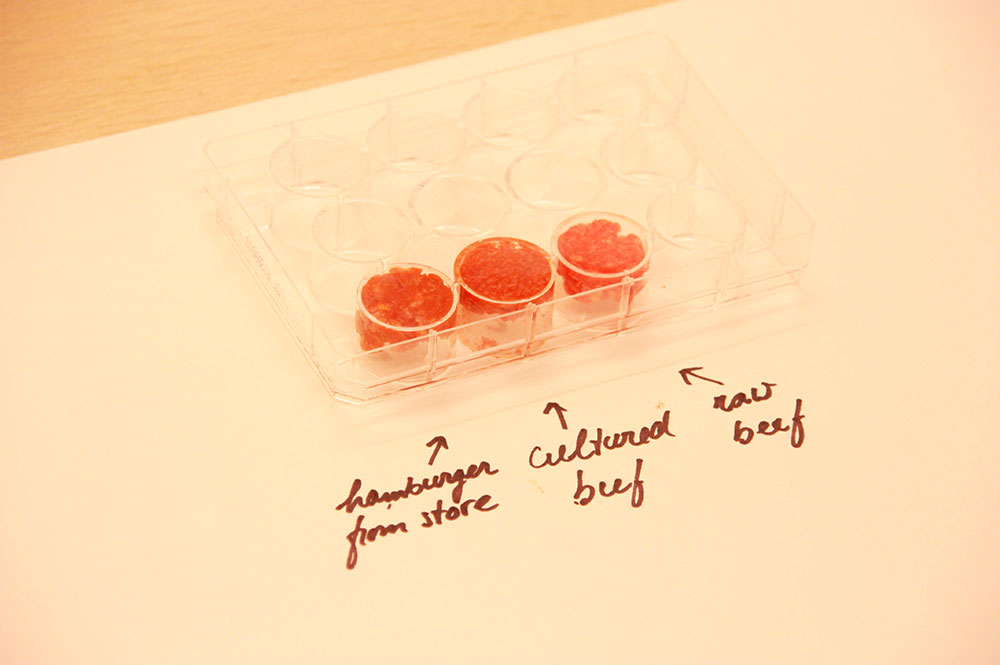 hamburger
from store
cultured
beef
raw
beef